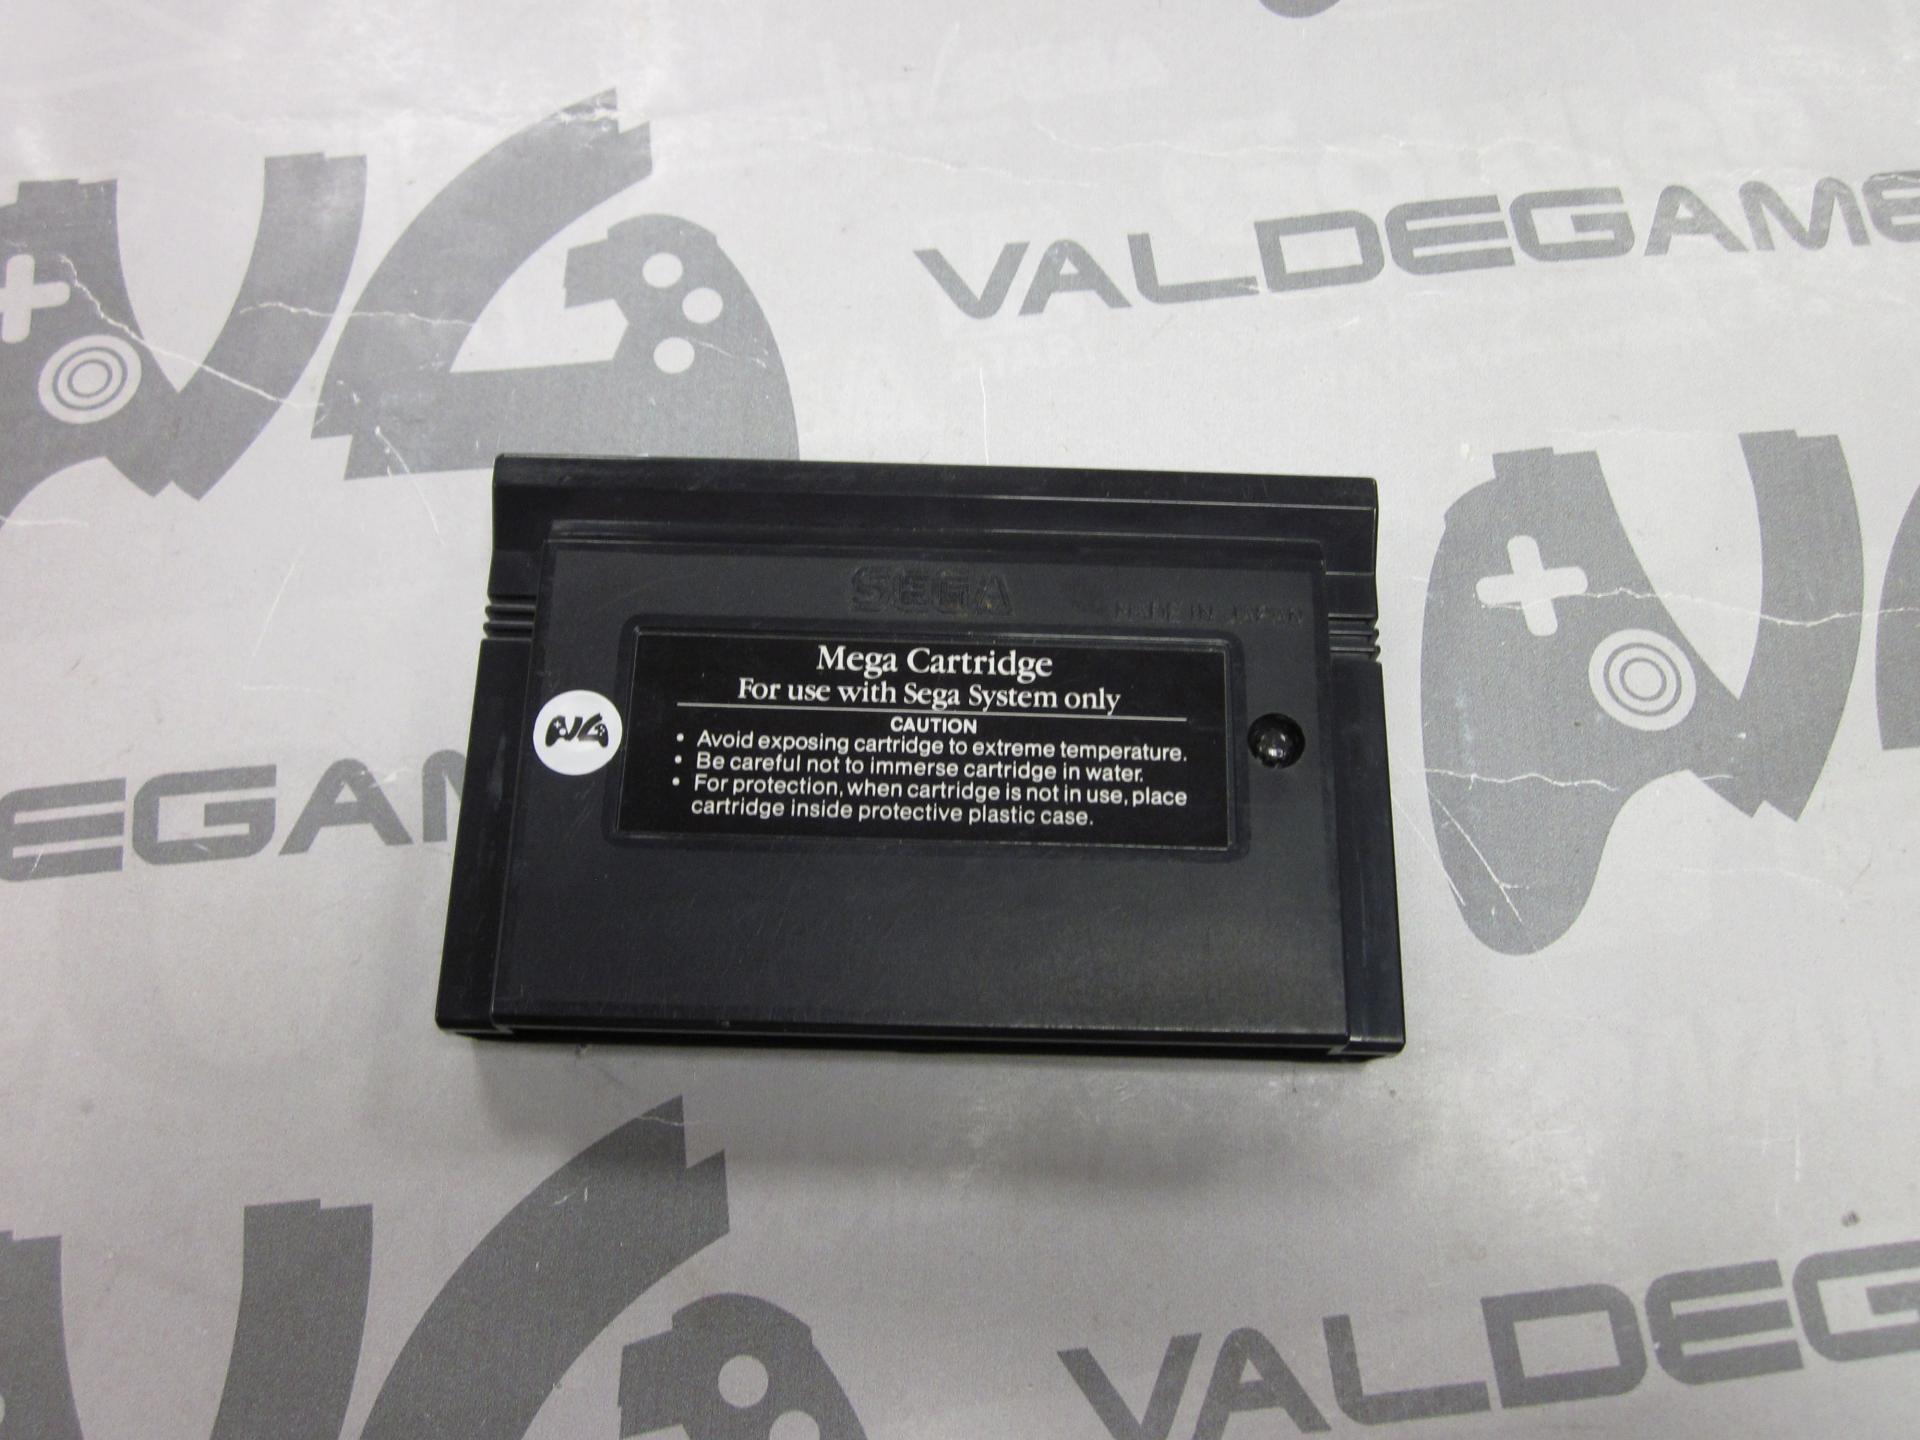 VALDEGAME
SEGA
MADE IN JAPAN
Mega Cartridge
For use with Sega System only
CAUTION
• Avoid exposing cartridge to extreme temperature.
• Be careful not to immerse cartridge in water.
• For protection, when cartridge is not in use, place
cartridge inside protective plastic case.
EGAM
VALDEG